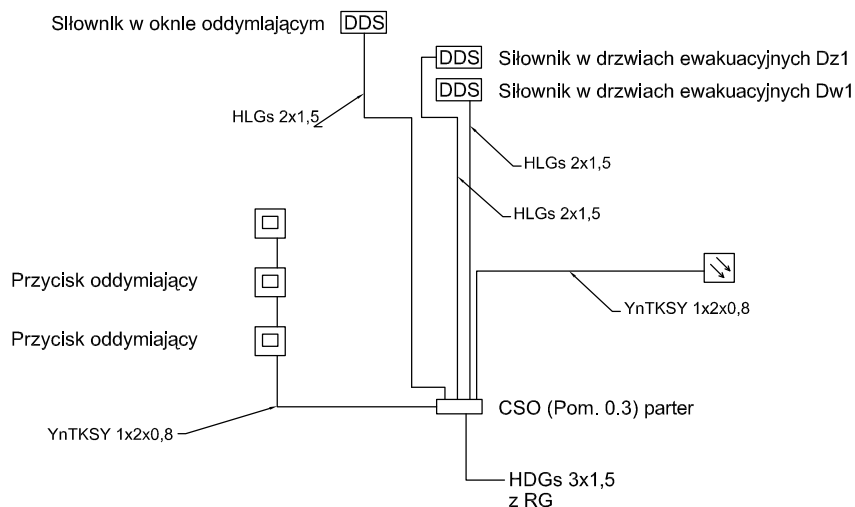 Siłownik w oknie oddymlającym
DDS
DDS
Siłownik w drzwiach ewakuacyjnych Dz1
DDS
Siłownik w drzwiach ewakuacyjnych Dw1
HLGs 2x1,5
HLGs 2x1,5
HLGs 2x1,5
Przycisk oddymiający
YnTKSY 1x2x0,8
Przycisk oddymiający
CSO (Pom. 0.3) parter
YnTKSY 1x2x0,8
HDGs 3x1,5
z RG